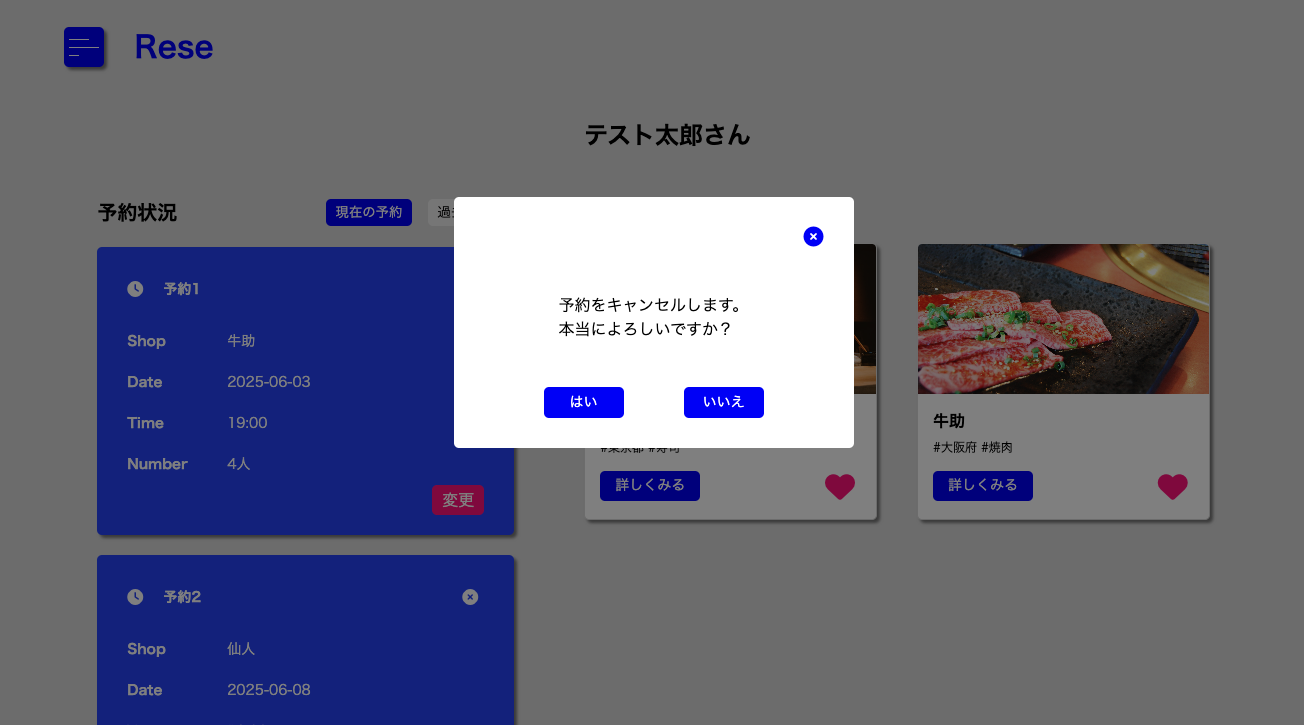 Rese
テスト太郎さん
予約状況
現在の予約
過
予約をキャンセルします。
本当によろしいですか？
はい
いいえ
予約1
Shop 牛助
Date 2025-06-03
Time 19:00
Number 4人
変更
予約2
Shop 仙人
Date 2025-06-08
#東京都 #寿司
詳しくみる
牛助
#大阪府 #焼肉
詳しくみる